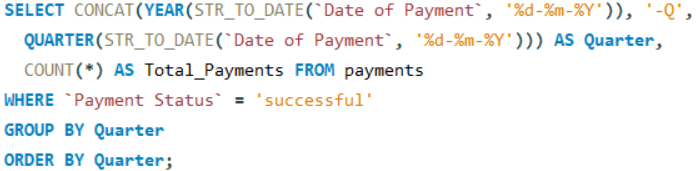 SELECT CONCAT(YEAR(STR_TO_DATE(`Date of Payment`, '%d-%m-%Y')), '-Q',
QUARTER(STR_TO_DATE(`Date of Payment`, '%d-%m-%Y'))) AS Quarter,
COUNT(*) AS Total_Payments FROM payments
WHERE `Payment Status` = 'successful'
GROUP BY Quarter
ORDER BY Quarter;